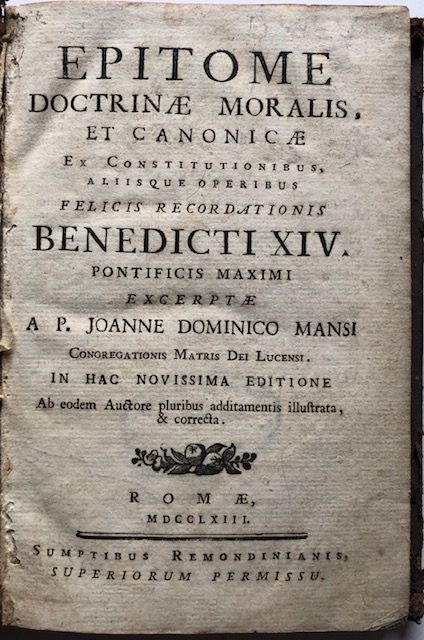 EPITOME
DOCTRINÆ MORALIS,
ET CANONICÆ
EX CONSTITUTIONIBUS,
ALIISQUE OPERIBUS
FELICIS RECORDATIONIS
BENEDICTI XIV.
PONTIFICIS MAXIMI
EXCERPTÆ
A P. JOANNE DOMINICO MANSI
CONGREGATIONIS MATRIS DEI LUCENSI.
IN HAC NOVISSIMA EDITIONE
Ab eodem Auctore pluribus additamentis illuſtrata,
& correcta.
ROMÆ,
MDCCLXIII.
SUMPTIBUS REMONDINIANIS,
SUPERIORUM PERMISSU.